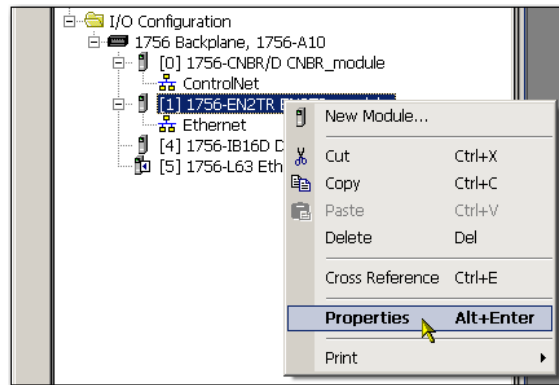 I/O Configuration
1756 Backplane, 1756-A10
[0] 1756-CNBR/D CNBR_module
ControlNet
[1] 1756-EN2TR
Ethernet
[4] 1756-IB16D D
[5] 1756-L63 Eth
New Module...
Cut Ctrl+X
Copy Ctrl+C
Paste Ctrl+V
Delete Del
Cross Reference Ctrl+E
Properties Alt+Enter
Print